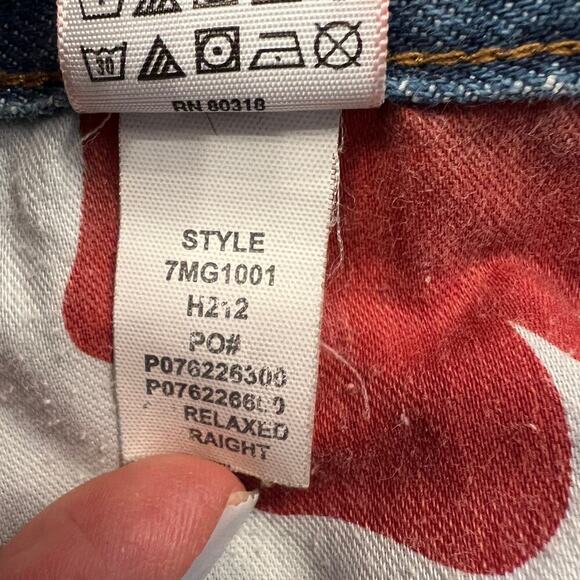 30
RN 80318
STYLE
7MG1001
H212
PO#
P076226300
RELAXED
RAIGHT